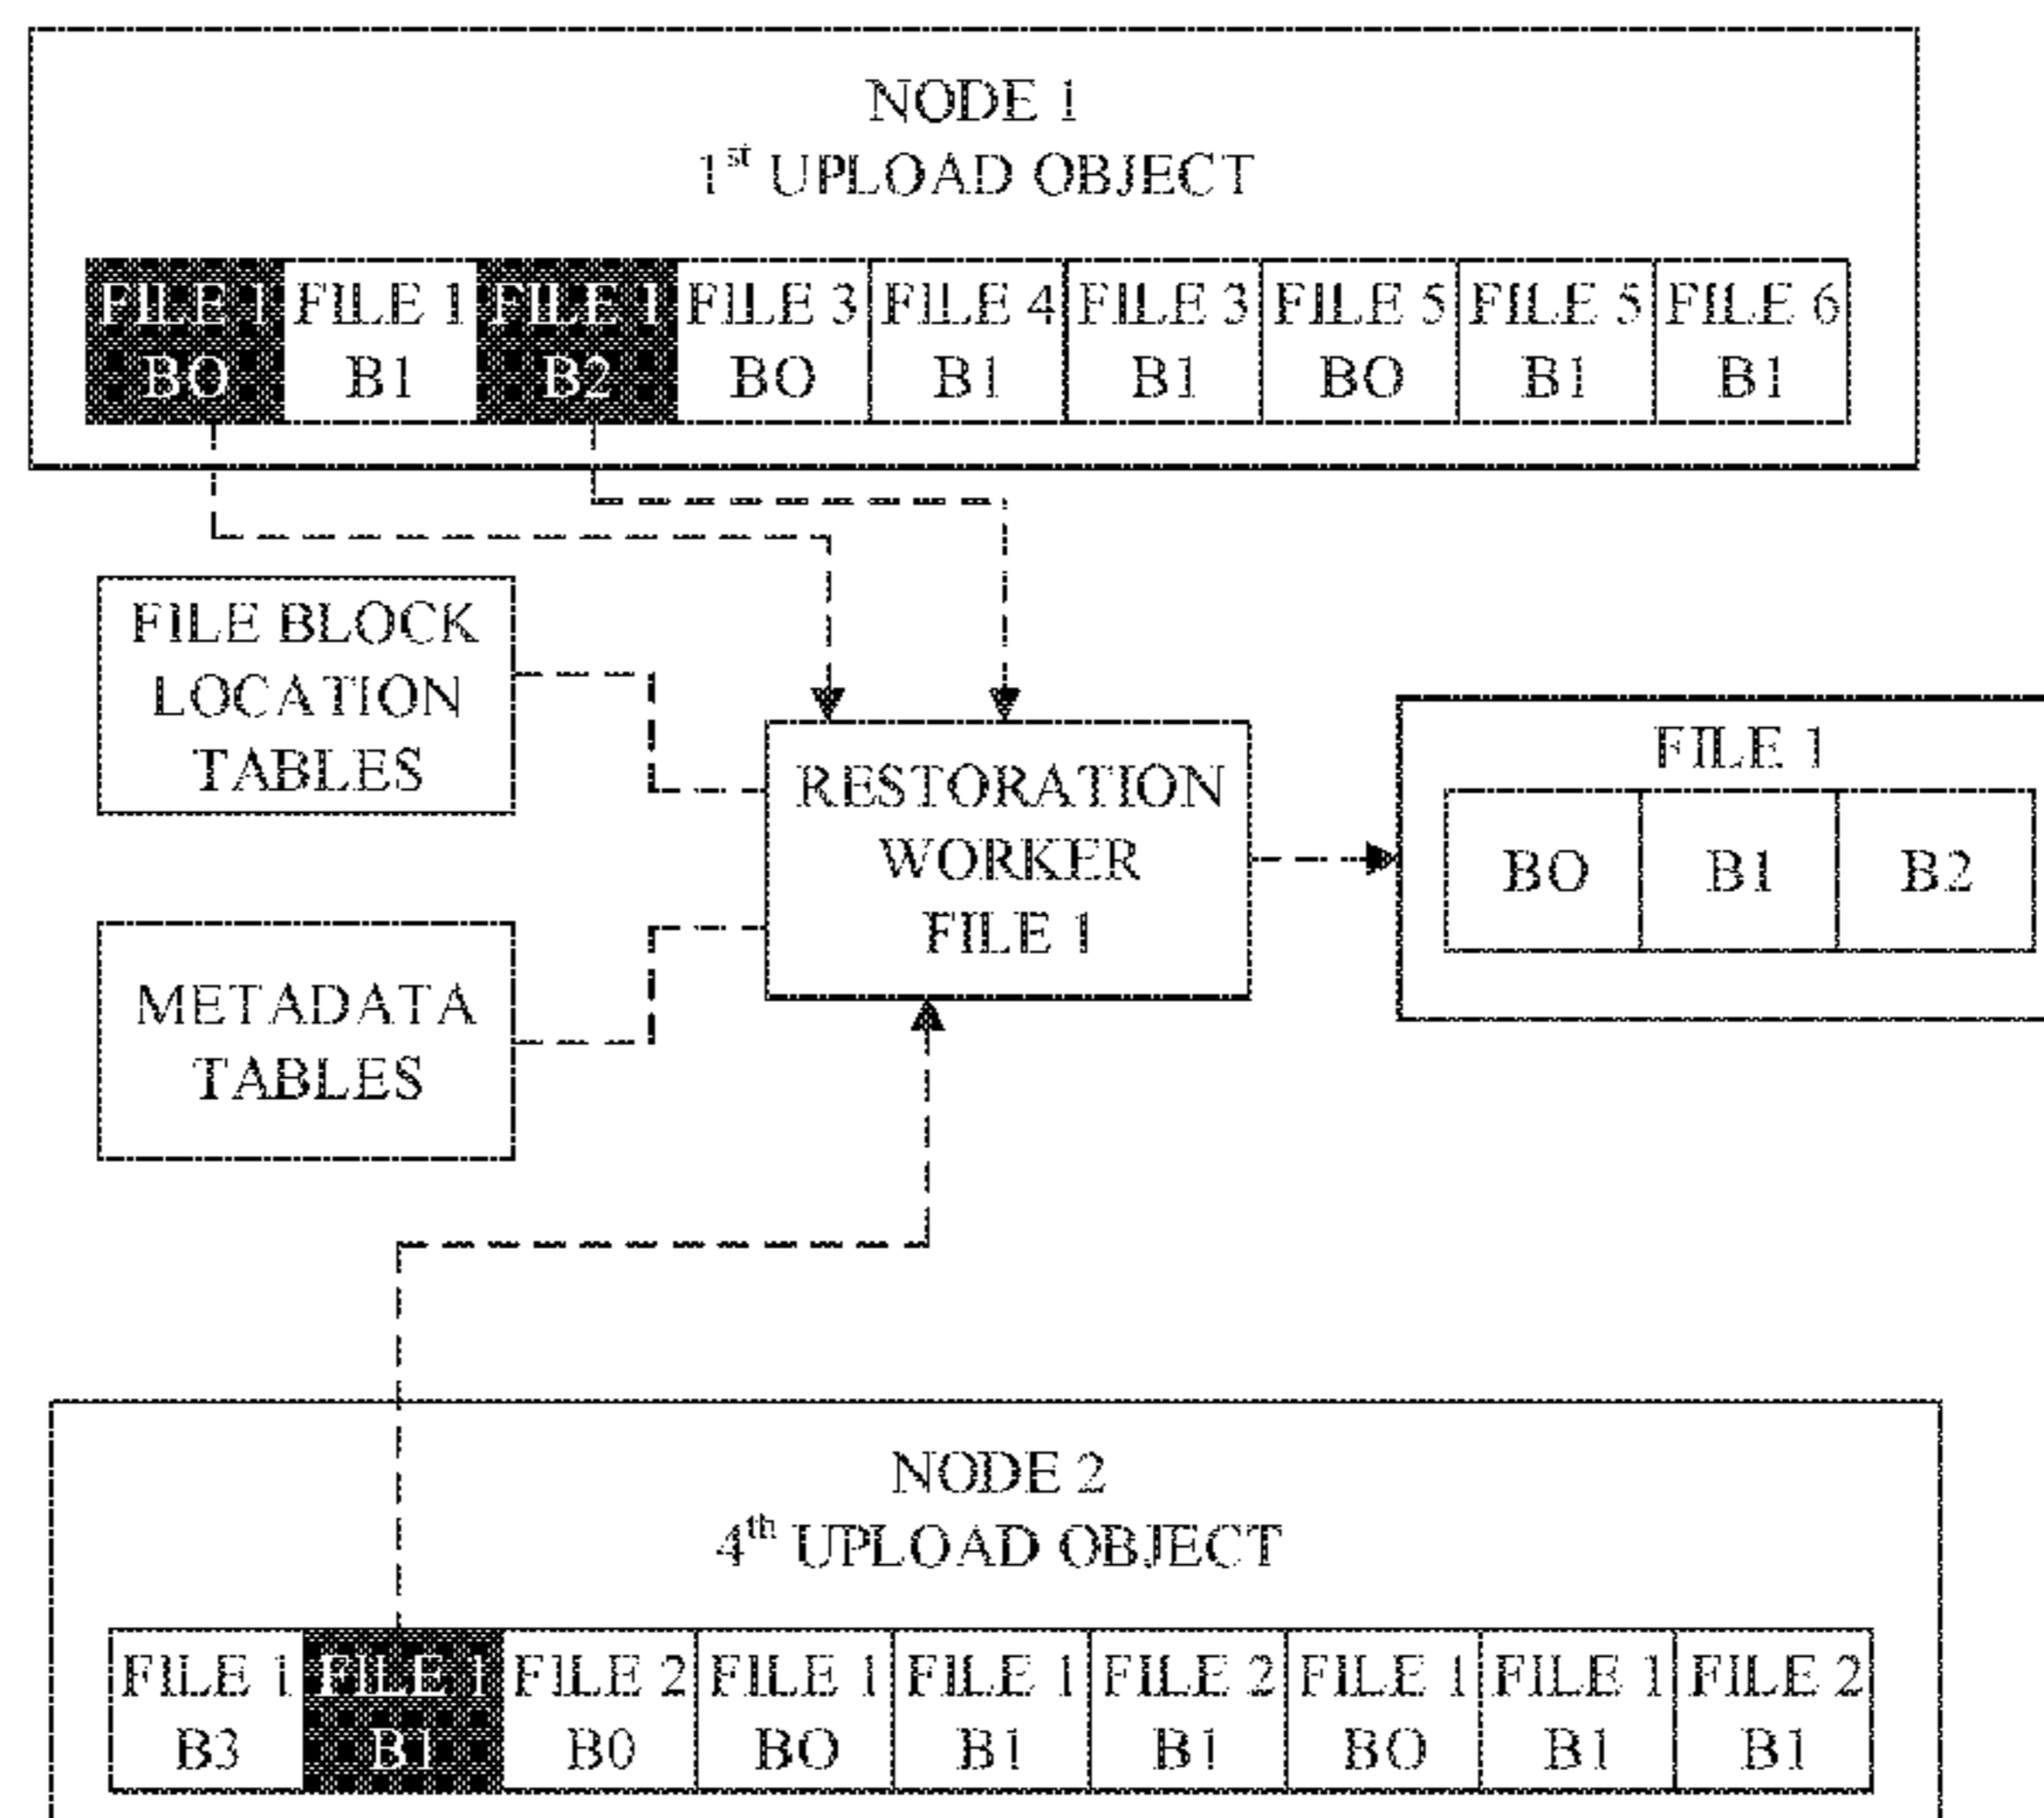 NODE 1
1st UPLOAD OBJECT
FILE 1 FILE 1 FILE 1 FILE 3 FILE 4 FILE 3 FILE 5 FILE 5 FILE 6
BO B1 B2 BO B1 B1 BO B1 B1
FILE BLOCK
LOCATION
TABLES
RESTORATION
WORKER
FILE 1
FILE 1
BO B1 B2
METADATA
TABLES
NODE 2
4th UPLOAD OBJECT
FILE 1 FILE 1 FILE 2 FILE 1 FILE 1 FILE 2 FILE 1 FILE 1 FILE 2
B3 B1 B0 BO B1 B1 BO B1 B1